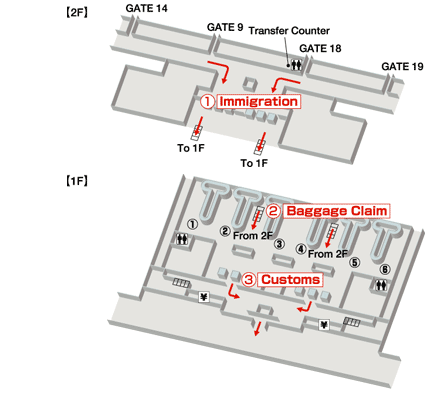 【2F】
GATE 14
GATE 9
Transfer Counter
GATE 18
GATE 19
① Immigration
To 1F
To 1F
【1F】
② Baggage Claim
①
②
From 2F
③
④
From 2F
⑤
⑥
③ Customs
¥
¥